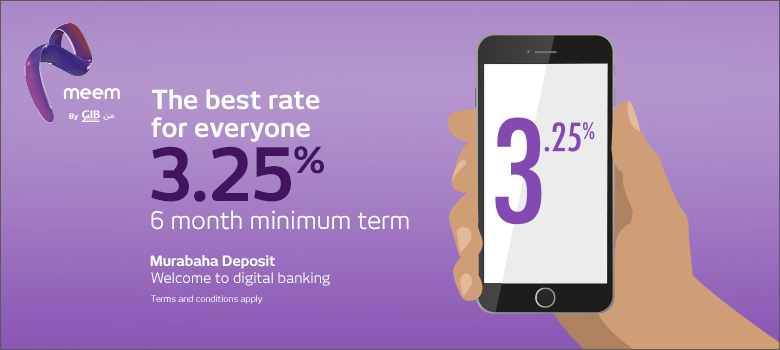 meem
By GIB من
The best rate
for everyone
3.25%
6 month minimum term
Murabaha Deposit
Welcome to digital banking
Terms and conditions apply
3.25%